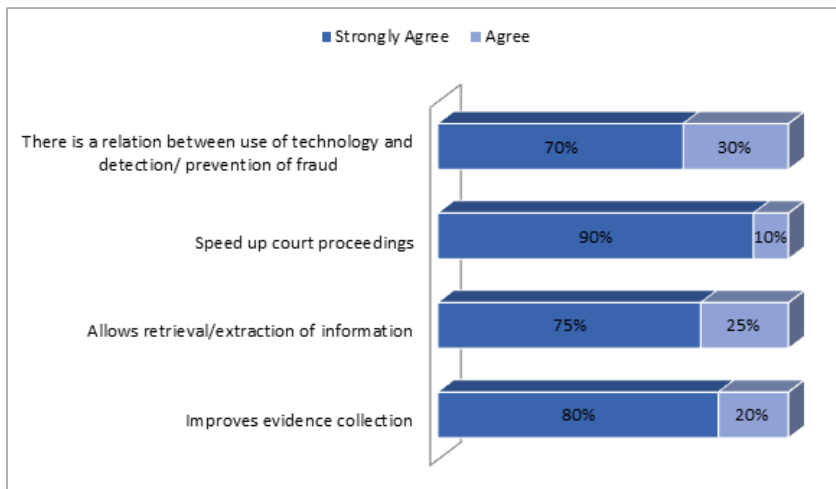 Strongly Agree Agree
There is a relation between use of technology and
detection/ prevention of fraud
70% 30%
Speed up court proceedings
90% 10%
Allows retrieval/extraction of information
75% 25%
Improves evidence collection
80% 20%